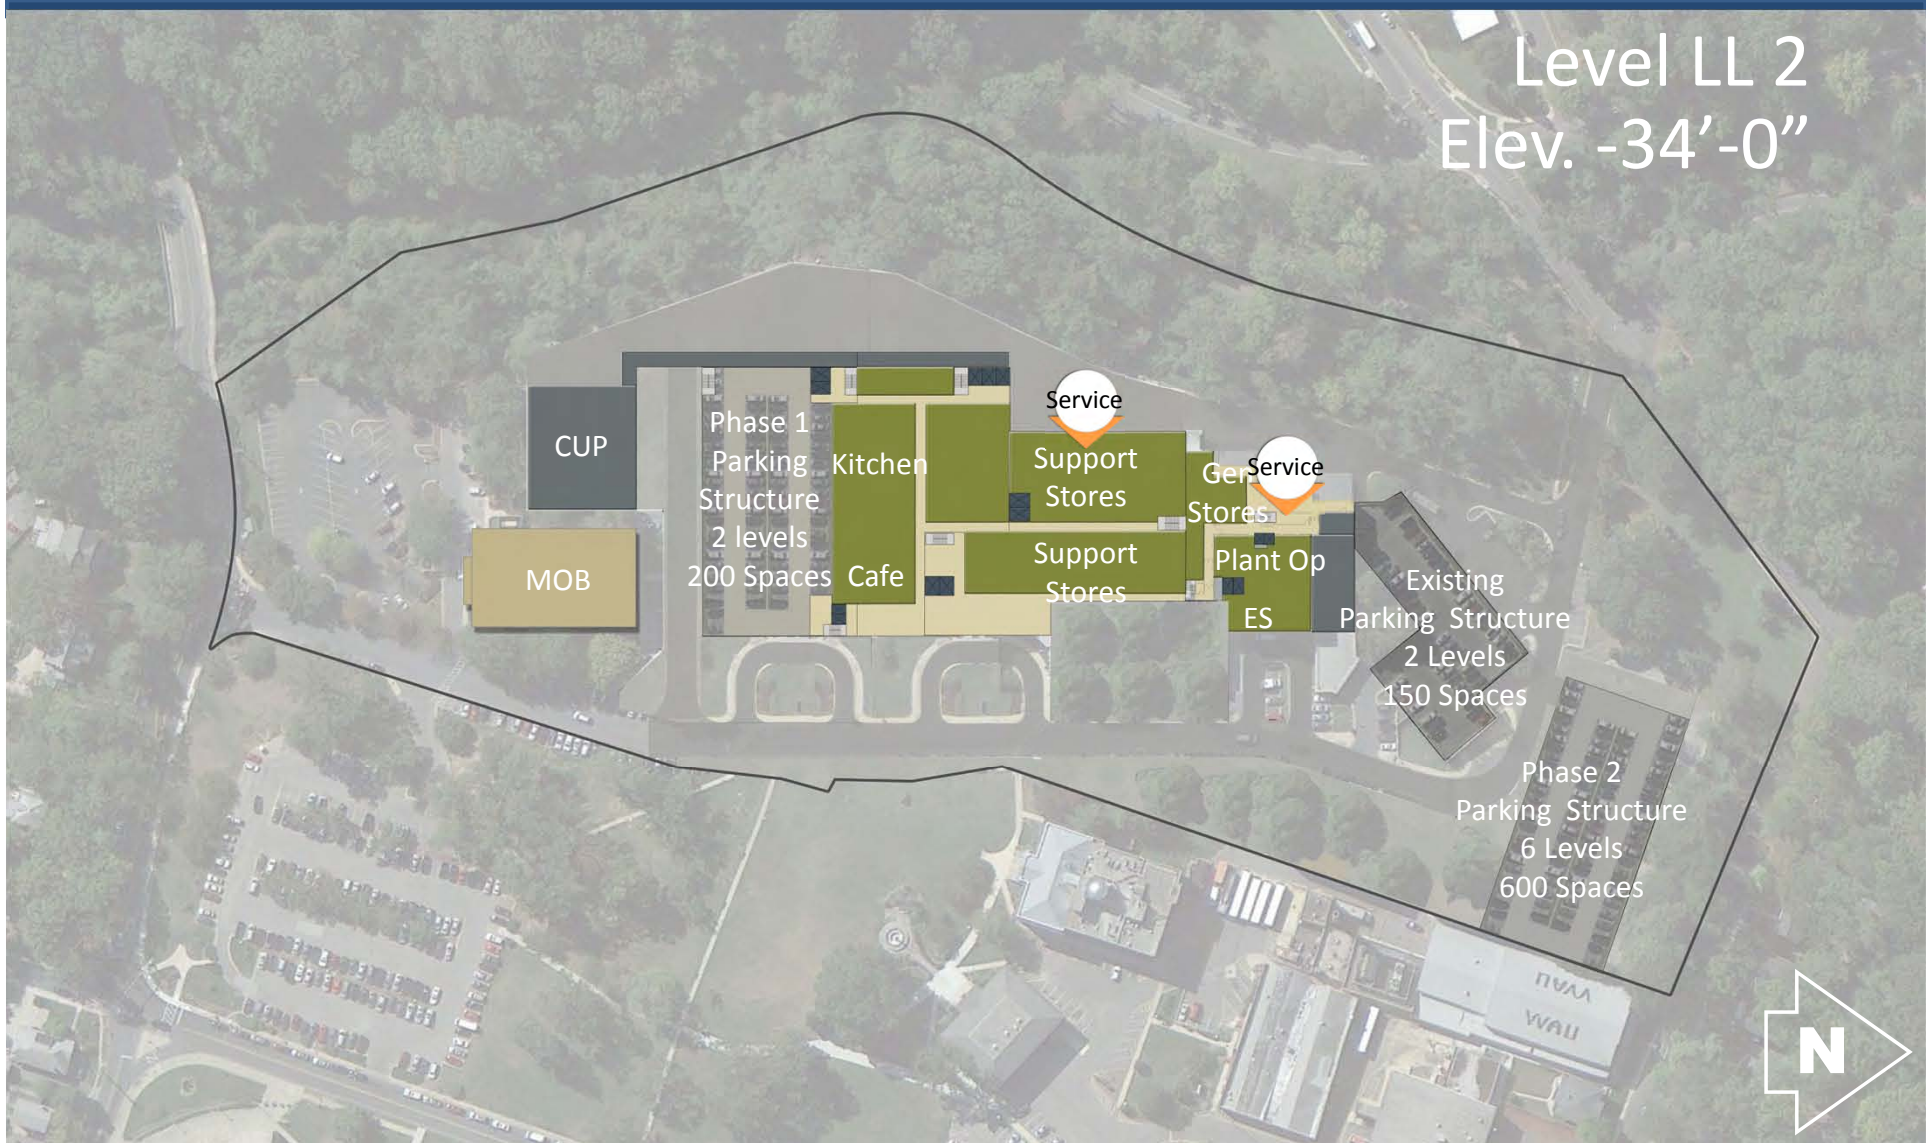 Level LL 2
Elev. -34’-0”
Service
Service
CUP
MOB
Phase 1
Parking
Structure
2 levels
200 Spaces
Kitchen
Cafe
Support
Stores
Support
Stores
Gen
Stores
Plant Op
ES
Existing
Parking Structure
2 Levels
150 Spaces
Phase 2
Parking Structure
6 Levels
600 Spaces
WAU
WAU
N